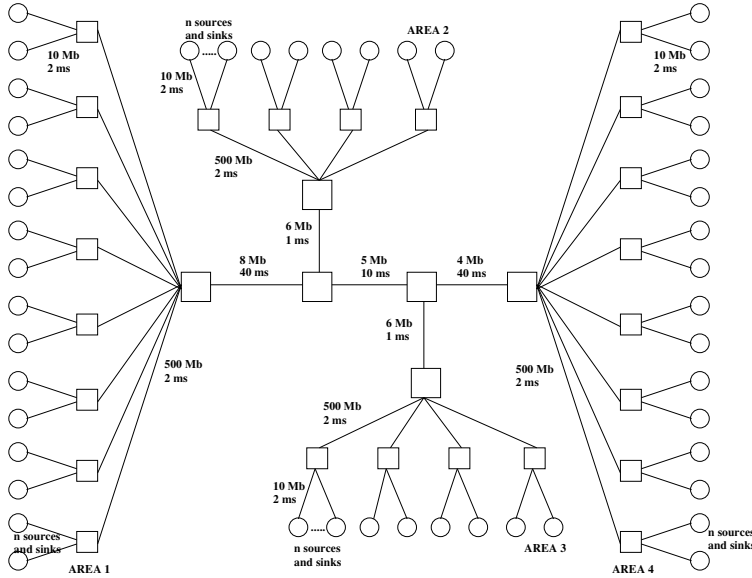 n sources
and sinks
AREA 2
10 Mb
2 ms
10 Mb
2 ms
10 Mb
2 ms
.....
500 Mb
2 ms
6 Mb
1 ms
8 Mb
40 ms
5 Mb
10 ms
4 Mb
40 ms
6 Mb
1 ms
500 Mb
2 ms
500 Mb
2 ms
500 Mb
2 ms
10 Mb
2 ms
.....
n sources
and sinks
AREA 3
n sources
and sinks
AREA 1
n sources
and sinks
AREA 4